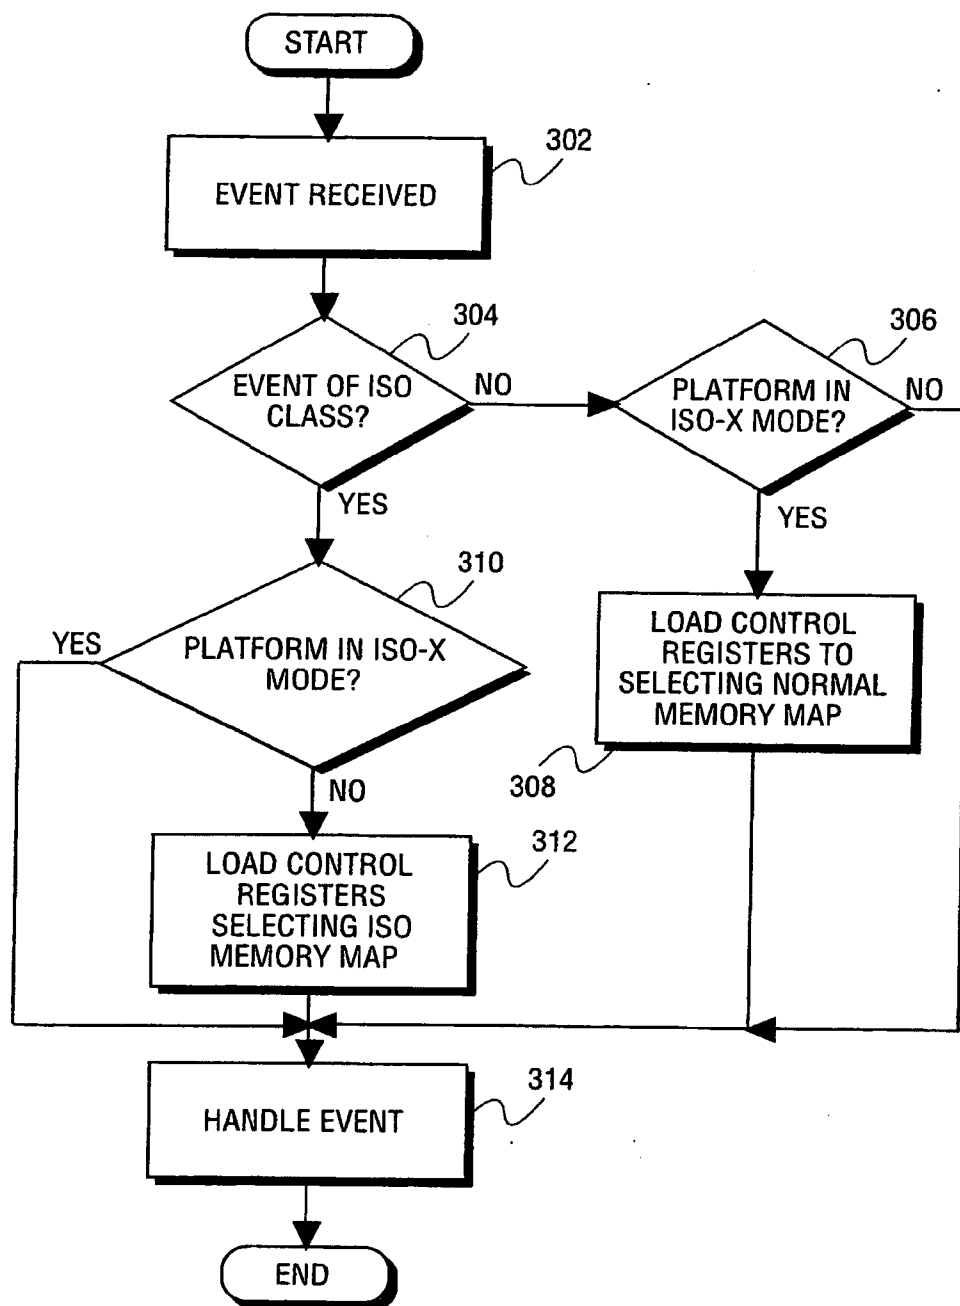 START
302
EVENT RECEIVED
304
EVENT OF ISO
CLASS?
NO
YES
306
PLATFORM IN
ISO-X MODE?
NO
YES
310
YES
PLATFORM IN ISO-X
MODE?
NO
LOAD CONTROL
REGISTERS TO
SELECTING NORMAL
MEMORY MAP
308
312
LOAD CONTROL
REGISTERS
SELECTING ISO
MEMORY MAP
314
HANDLE EVENT
END